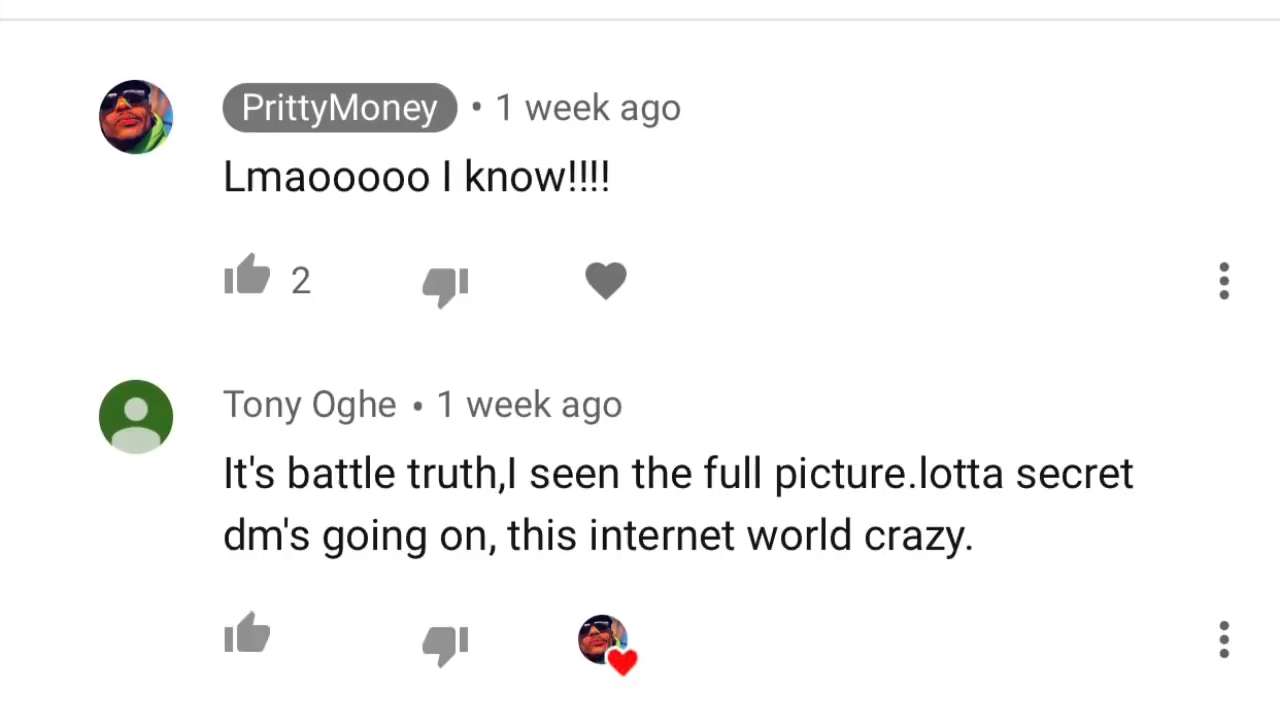 PrittyMoney • 1 week ago
Lmaooooo I know!!!!
2
Tony Oghe • 1 week ago
It's battle truth,I seen the full picture.lotta secret
dm's going on, this internet world crazy.